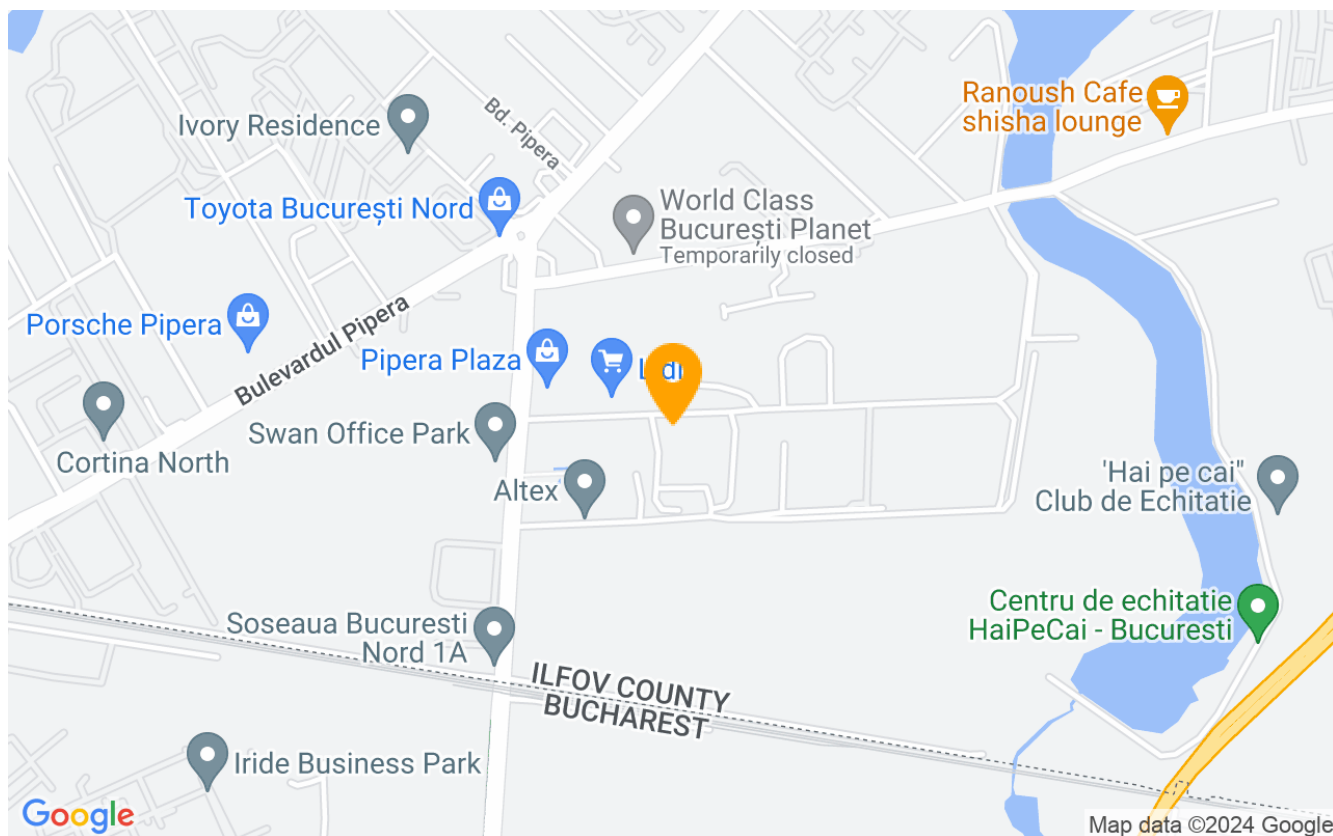 Ranoush Cafe
shisha lounge
Bd. Pipera
Ivory Residence
Toyota București Nord
World Class
București Planet
Temporarily closed
Porsche Pipera
Bulevardul Pipera
Pipera Plaza
Swan Office Park
Cortina North
Altex
'Hai pe cai"
Club de Echitatie
Centru de echitatie
HaiPeCai - Bucuresti
Soseaua Bucuresti
Nord 1A
ILFOV COUNTY
BUCHAREST
Iride Business Park
Google
Map data ©2024 Google